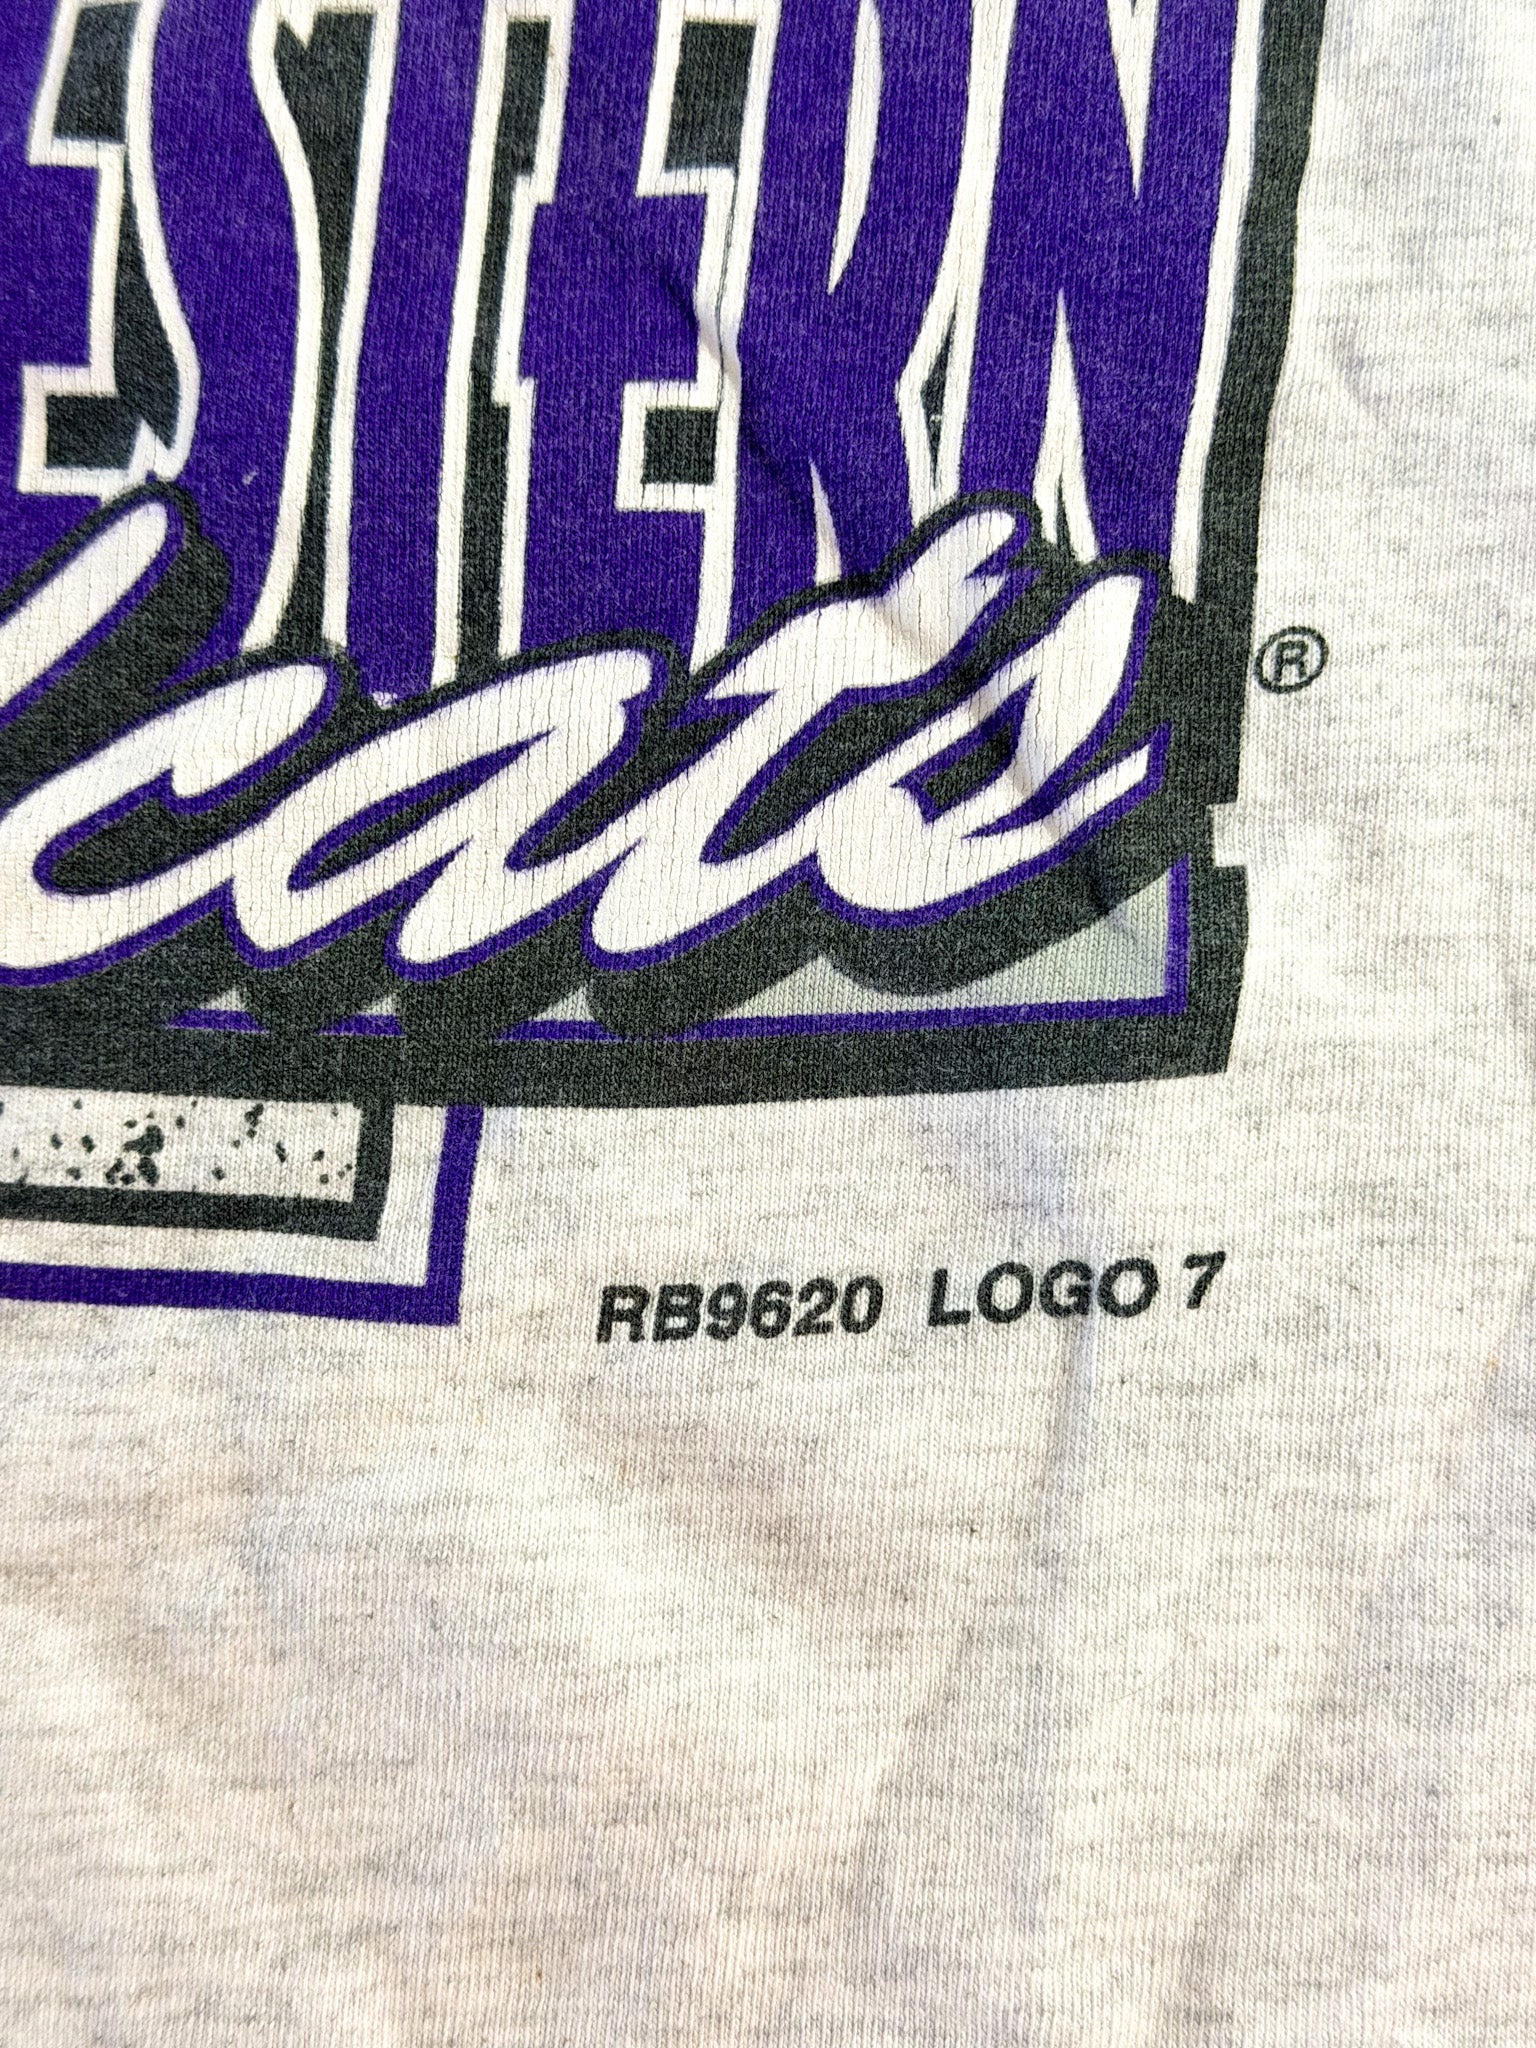 ESTERN
cats
®
RB9620 LOGO 7